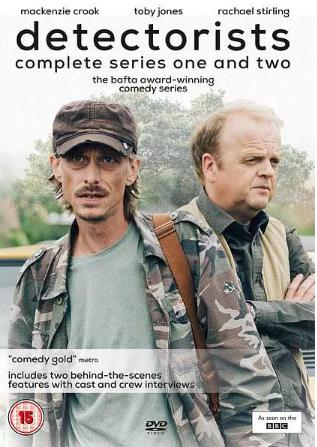 mackenzie crook toby jones rachael stirling
detectorists
complete series one and two
the bafta award-winning
comedy series
"comedy gold" metro
includes two behind-the-scenes
features with cast and crew interviews
15
DVD
VIDEO
as seen on
BBC